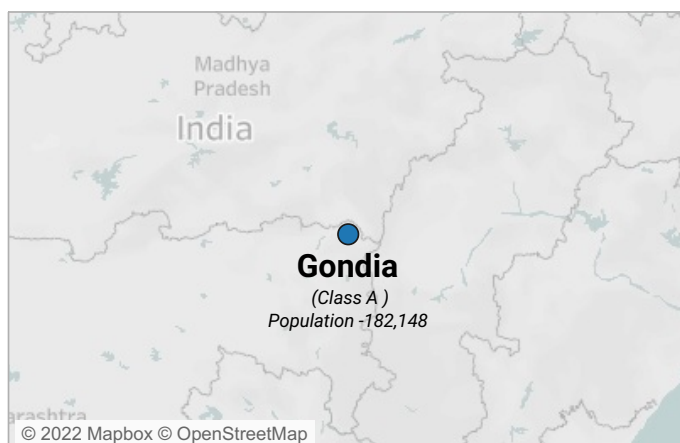 Madhya
Pradesh
India
Gondia
(Class A )
Population -182,148
arashtra
© 2022 Mapbox © OpenStreetMap